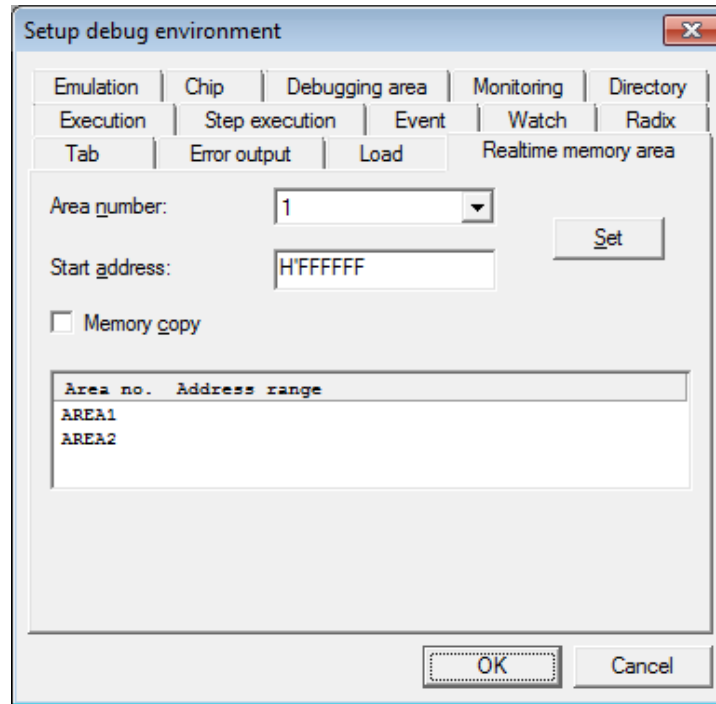 Setup debug environment
Emulation Chip Debugging area Monitoring Directory
Execution Step execution Event Watch Radix
Tab Error output Load Realtime memory area
Area number: 1
Set
Start address: H'FFFFFF
Memory copy
Area no. Address range
AREA1
AREA2
OK Cancel